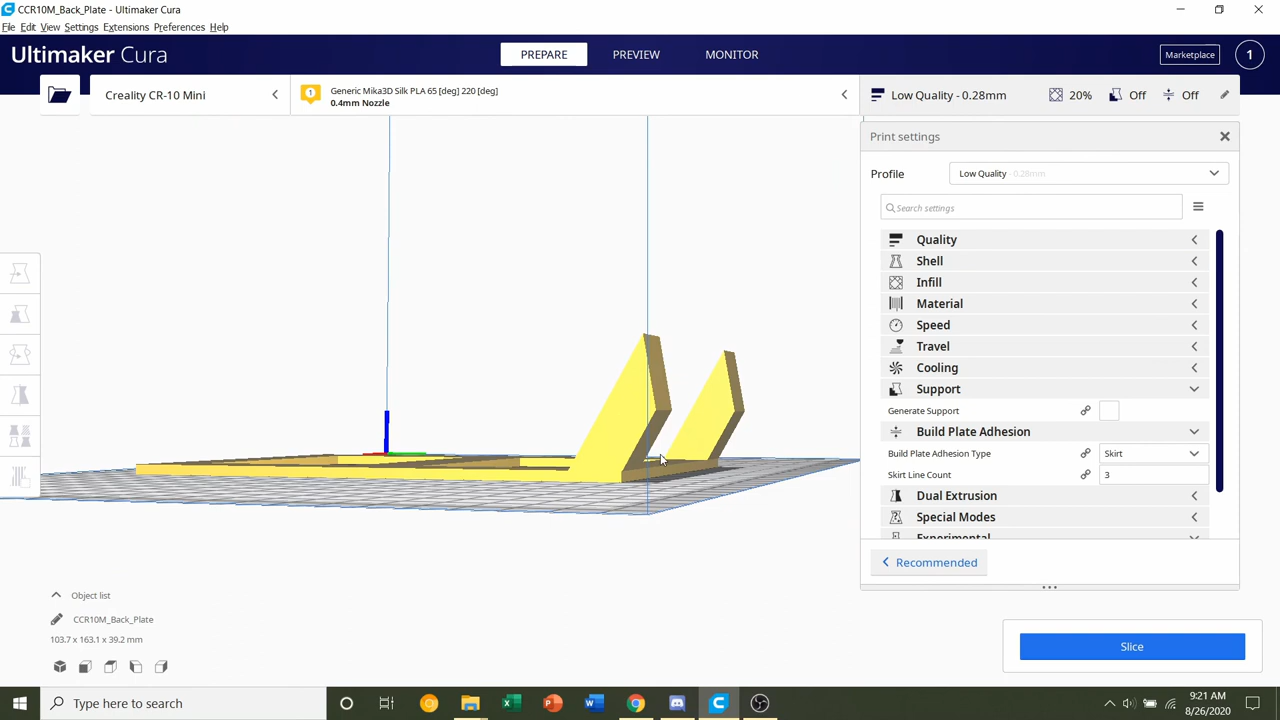 CCR10M_Back_Plate - Ultimaker Cura
File Edit View Settings Extensions Preferences Help
Ultimaker Cura
PREPARE
PREVIEW
MONITOR
Marketplace
1
Creality CR-10 Mini
1
Generic Mika3D Silk PLA 65 [deg] 220 [deg]
0.4mm Nozzle
Low Quality - 0.28mm
20%
Off
Off
Print settings
Profile
Low Quality - 0.28mm
Search settings
Quality
Shell
Infill
Material
Speed
Travel
Cooling
Support
Generate Support
Build Plate Adhesion
Build Plate Adhesion Type
Skirt
Skirt Line Count
3
Dual Extrusion
Special Modes
Experimental
Recommended
Object list
CCR10M_Back_Plate
103.7 x 163.1 x 39.2 mm
Slice
Type here to search
9:21 AM
8/26/2020